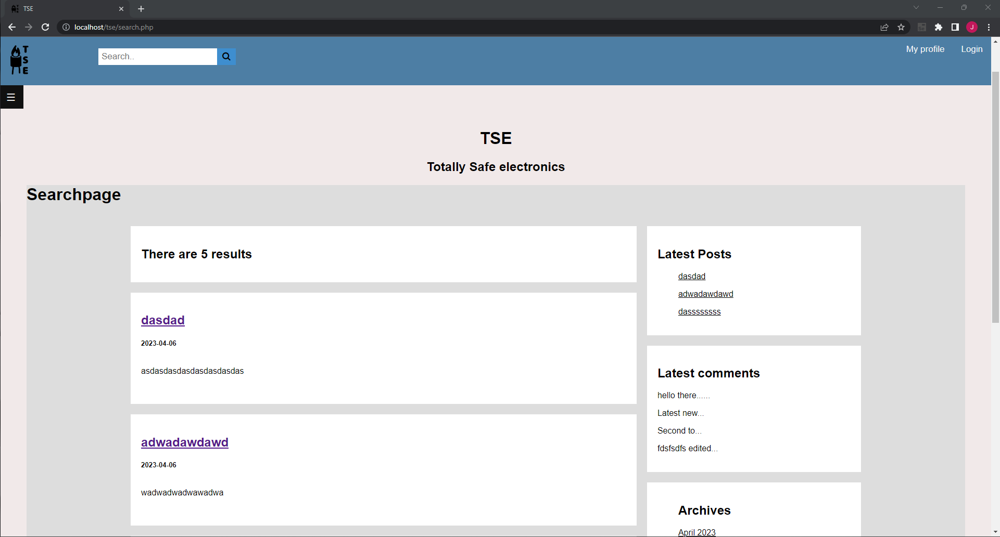 TSE
localhost/tse/search.php
J
T
S
E
Search..
My profile
Login
TSE
Totally Safe electronics
Searchpage
There are 5 results
dasdad
2023-04-06
asdasdasdasdasdasdasdas
adwadawdawd
2023-04-06
wadwadwadwawadwa
Latest Posts
dasdad
adwadawdawd
dassssssss
Latest comments
hello there......
Latest new...
Second to...
fdsfsdfs edited...
Archives
April 2023